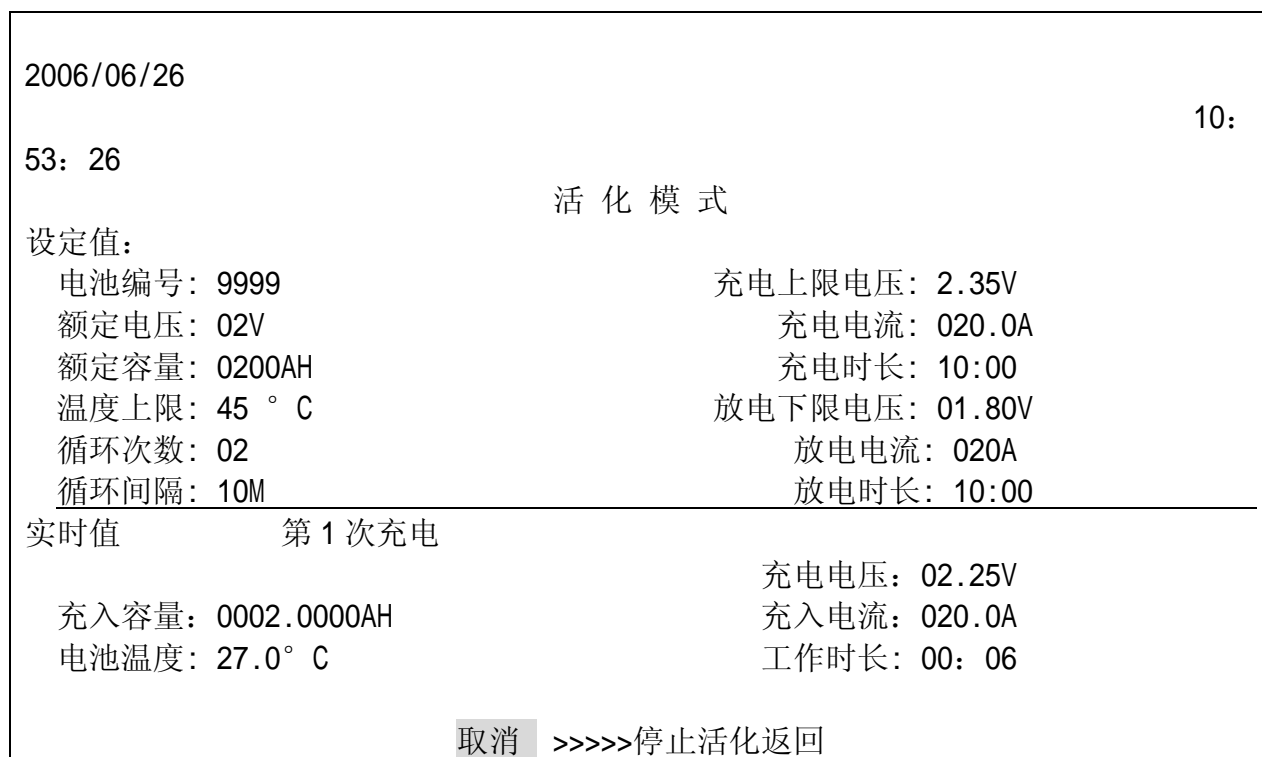 2006/06/26
10：
53：26
活 化 模 式
设定值：
电池编号: 9999 充电上限电压: 2.35V
额定电压: 02V 充电电流: 020.0A
额定容量: 0200AH 充电时长: 10:00
温度上限: 45 °C 放电下限电压: 01.80V
循环次数: 02 放电电流: 020A
循环间隔: 10M 放电时长: 10:00
实时值 第 1 次充电
充电电压：02.25V
充入容量：0002.0000AH 充入电流：020.0A
电池温度: 27.0°C 工作时长: 00：06
取消 >>>>>停止活化返回